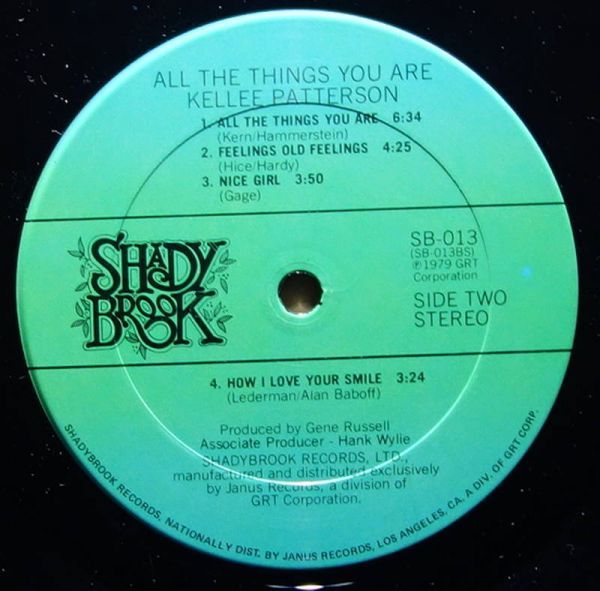 ALL THE THINGS YOU ARE
KELLEE PATTERSON
1. ALL THE THINGS YOU ARE 6:34
(Kern/Hammerstein)
2. FEELINGS OLD FEELINGS 4:25
(Hice/Hardy)
3. NICE GIRL 3:50
(Gage)
SHADY
BROOK
SB-013
(SB-013BS)
℗ 1979 GRT
Corporation
SIDE TWO
STEREO
4. HOW I LOVE YOUR SMILE 3:24
(Lederman/Alan Baboff)
Produced by Gene Russell
Associate Producer - Hank Wylie
SHADYBROOK RECORDS, LTD.,
manufactured and distributed exclusively
by Janus Records, a division of
GRT Corporation.
SHADYBROOK RECORDS, NATIONALLY DIST. BY JANUS RECORDS, LOS ANGELES, CA. A DIV. OF GRT CORP.